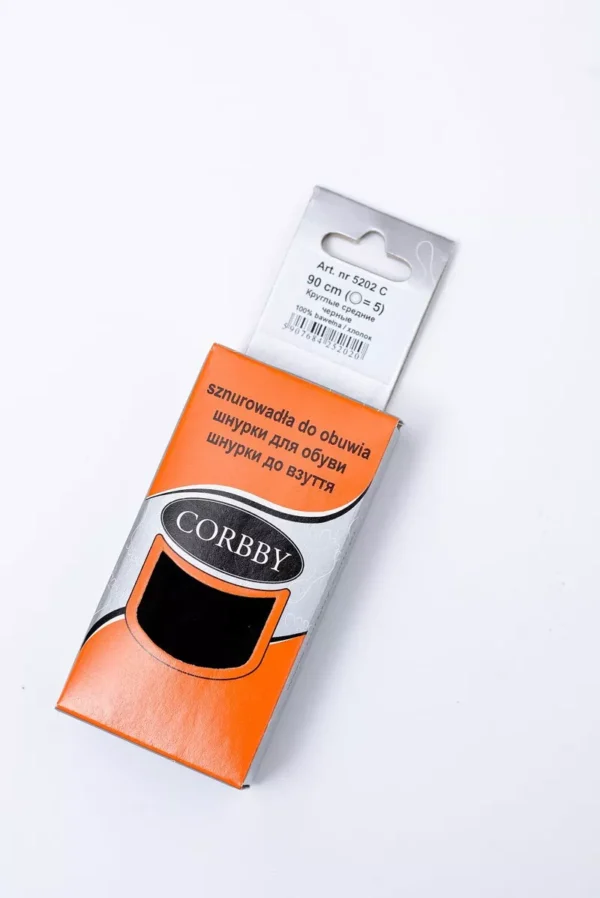 Art. nr 5202 C
90 cm (○= 5)
Круглые средние
черные
100% bawełna / хлопок
5907684252020
sznurowadła do obuwia
шнурки для обуви
шнурки до взуття
CORBBY